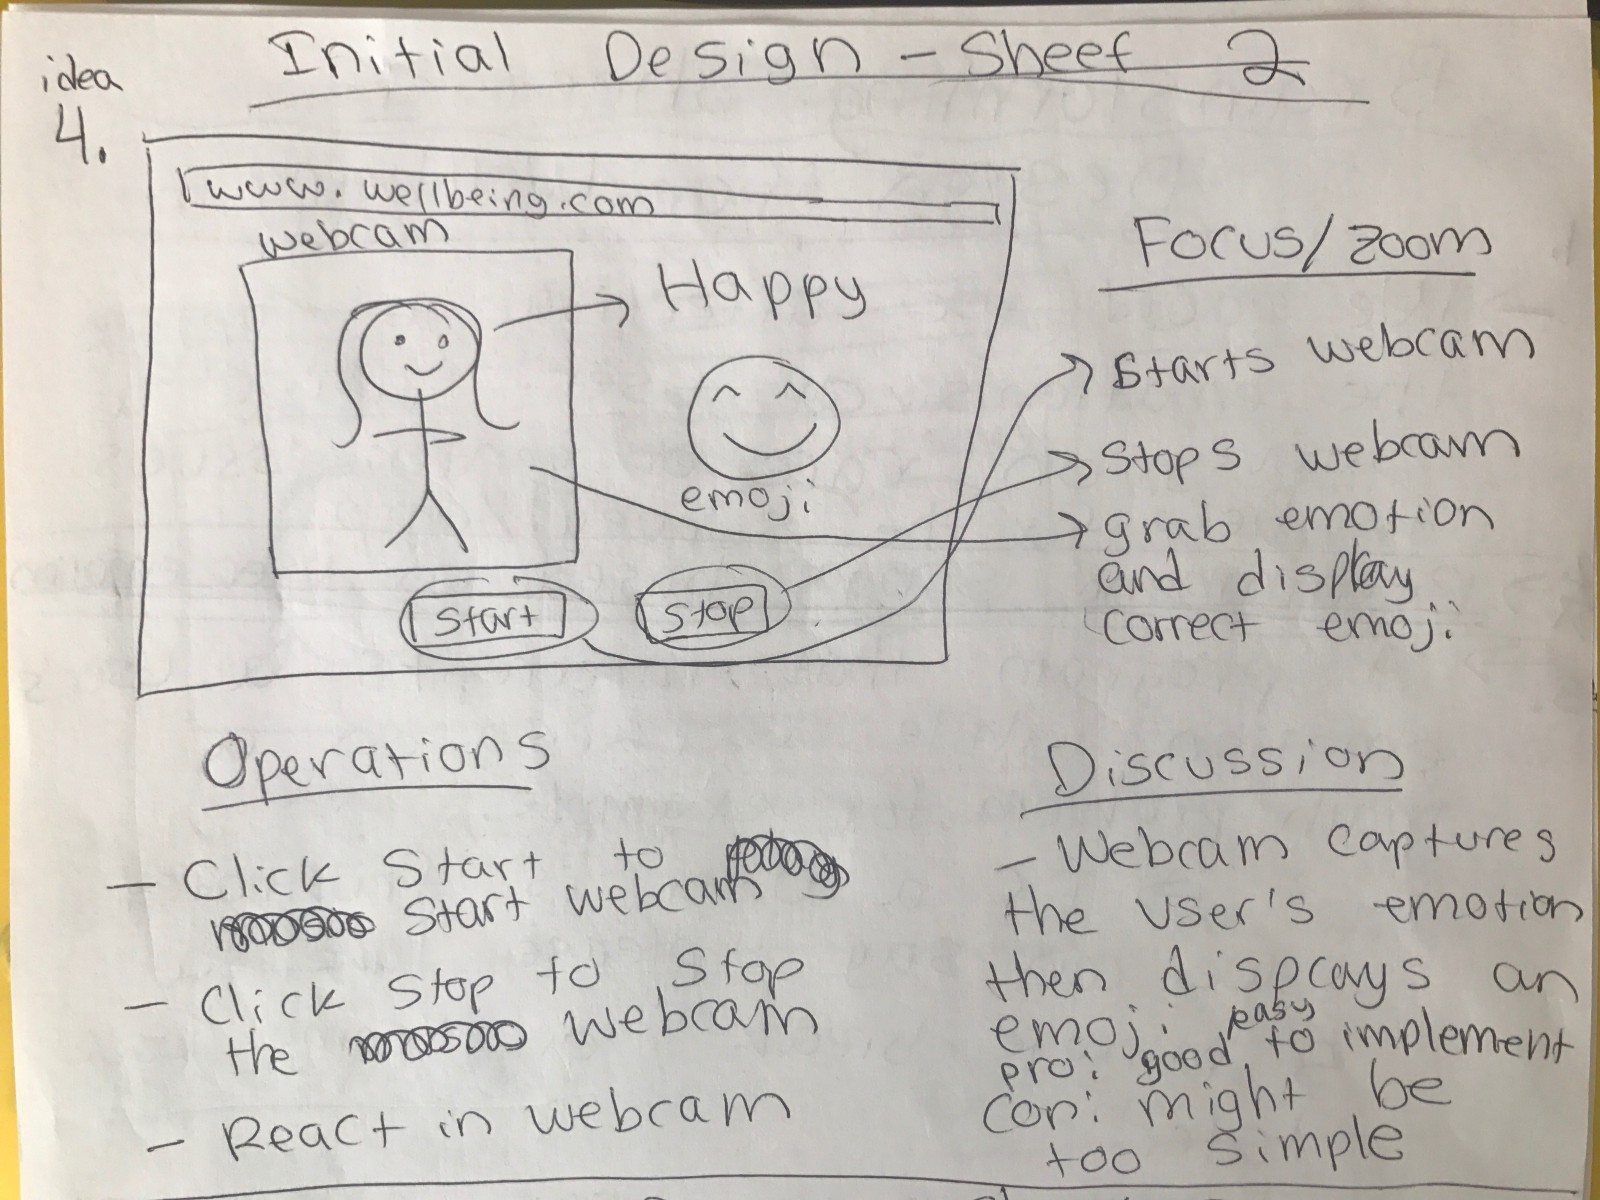 Initial Design - Sheet 2
idea
4.
www.wellbeing.com
webcam
Happy
emoji
Start
Stop
Focus/zoom
Starts webcam
Stops webcam
grab emotion
and display
correct emoji
Operations
- Click Start to
Start webcam
- Click Stop to Stop
the webcam
- React in webcam
Discussion
- Webcam captures
the user's emotion
then displays an
emoji
pro: good, easy to implement
con: might be
too simple